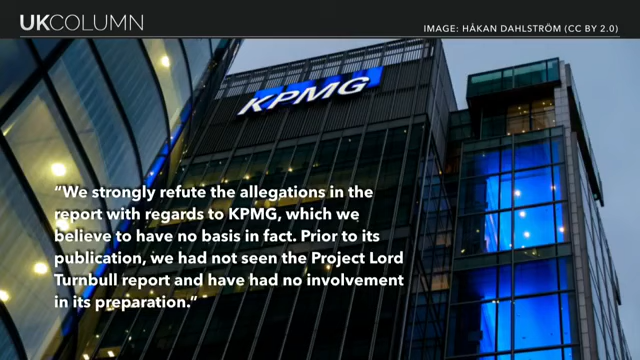 UKCOLUMN
IMAGE: HÅKAN DAHLSTRÖM (CC BY 2.0)
KPMG
“We strongly refute the allegations in the
report with regards to KPMG, which we
believe to have no basis in fact. Prior to its
publication, we had not seen the Project Lord
Turnbull report and have had no involvement
in its preparation.“